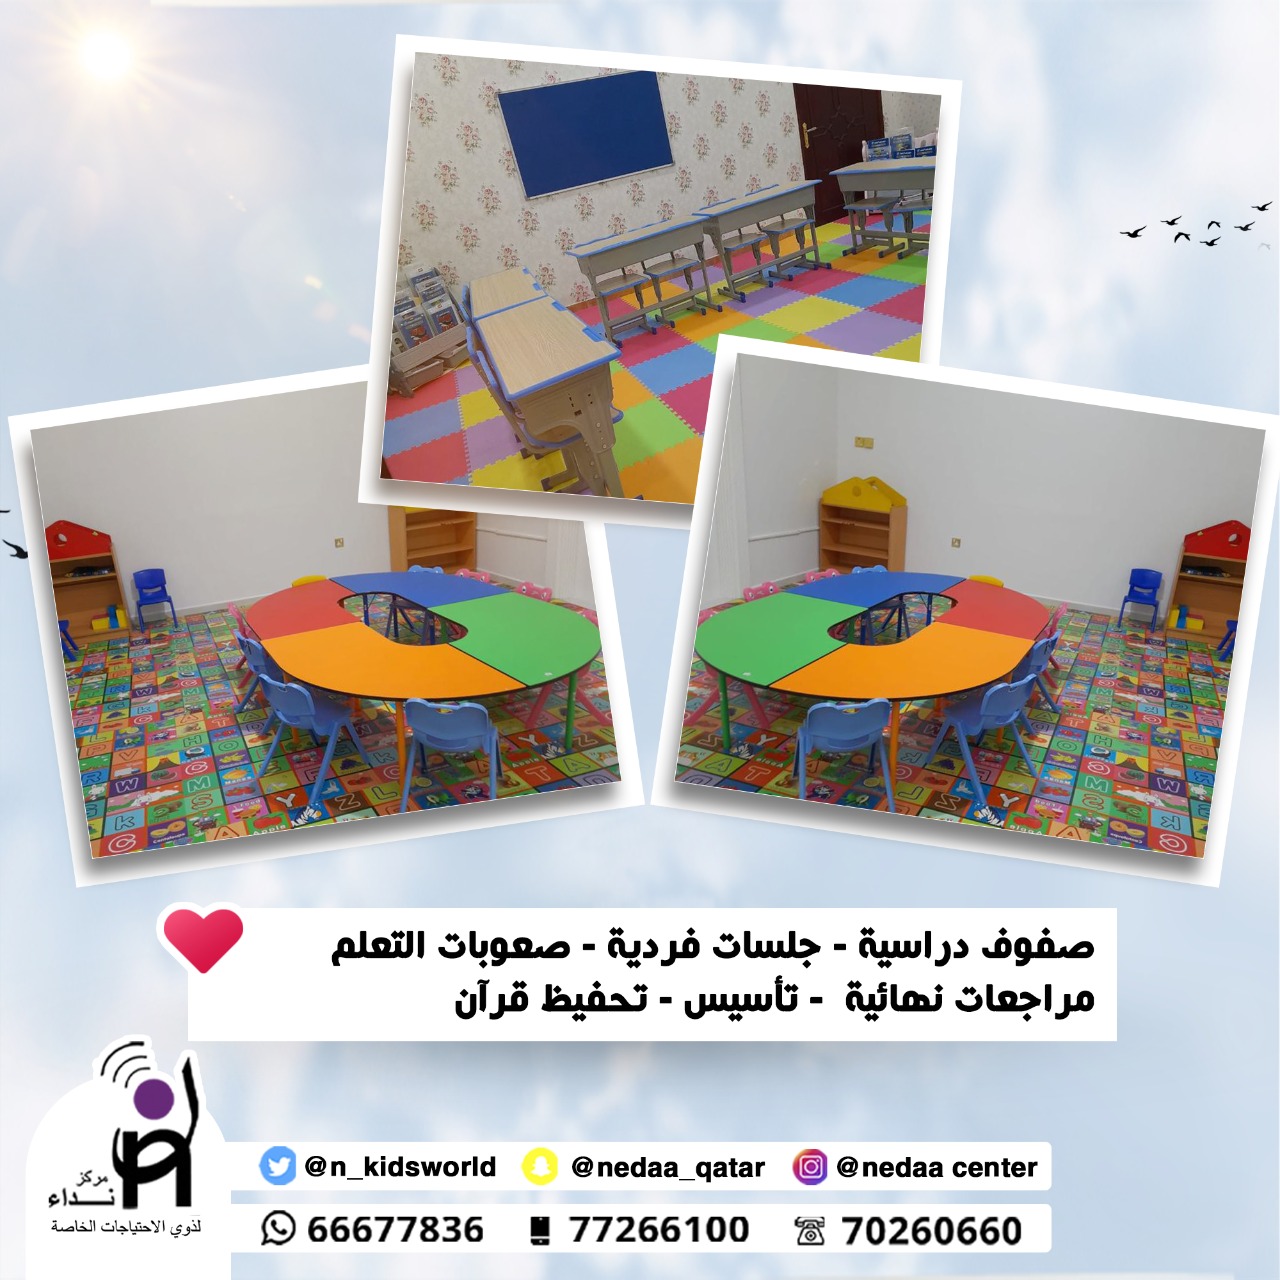 صفوف دراسية - جلسات فردية - صعوبات التعلم
مراجعات نهائية - تأسيس - تحفيظ قرآن
مركز
نداء
لذوي الاحتياجات الخاصة
@n_kidsworld @nedaa_qatar @nedaa center
66677836 77266100 70260660